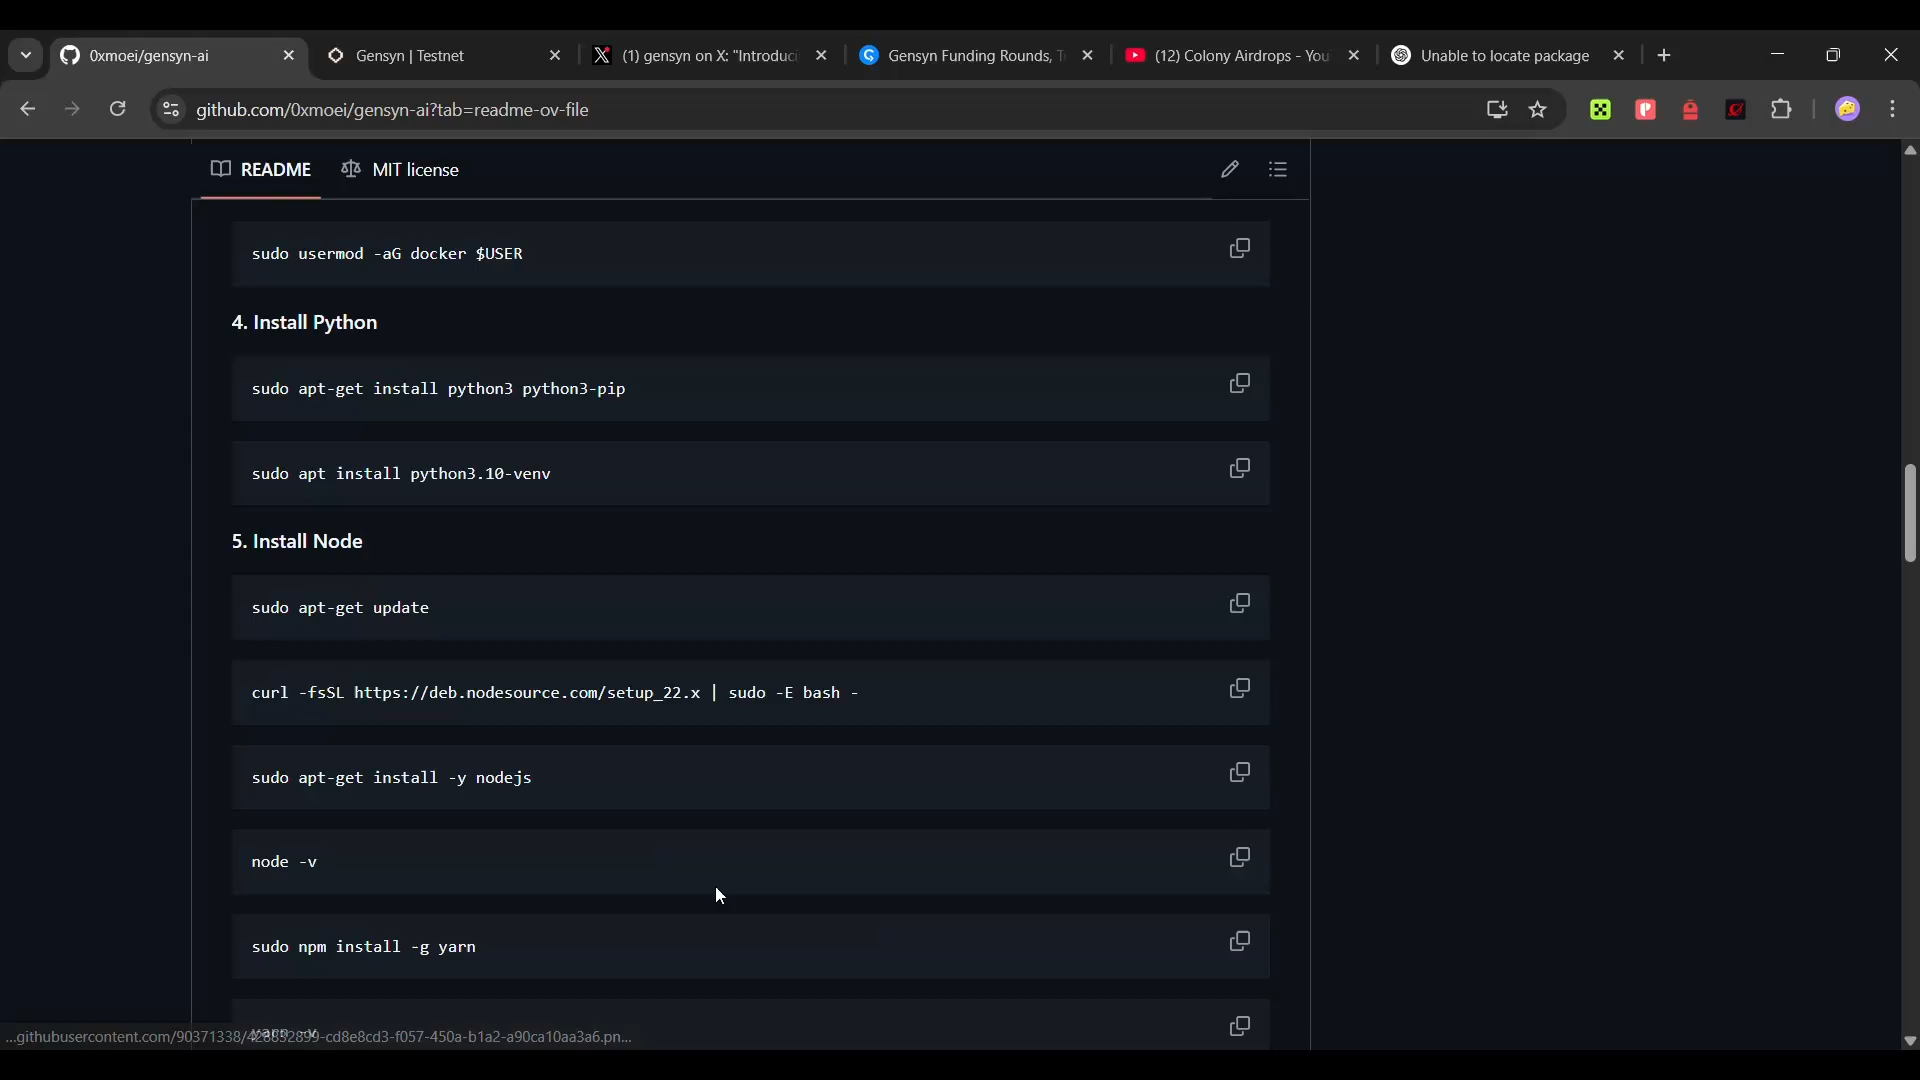 0xmoei/gensyn-ai
Gensyn | Testnet
(1) gensyn on X: "Introduci
Gensyn Funding Rounds, T
(12) Colony Airdrops - You
Unable to locate package
github.com/0xmoei/gensyn-ai?tab=readme-ov-file
README
MIT license
sudo usermod -aG docker $USER
4. Install Python
sudo apt-get install python3 python3-pip
sudo apt install python3.10-venv
5. Install Node
sudo apt-get update
curl -fsSL https://deb.nodesource.com/setup_22.x | sudo -E bash -
sudo apt-get install -y nodejs
node -v
sudo npm install -g yarn
yarn -v